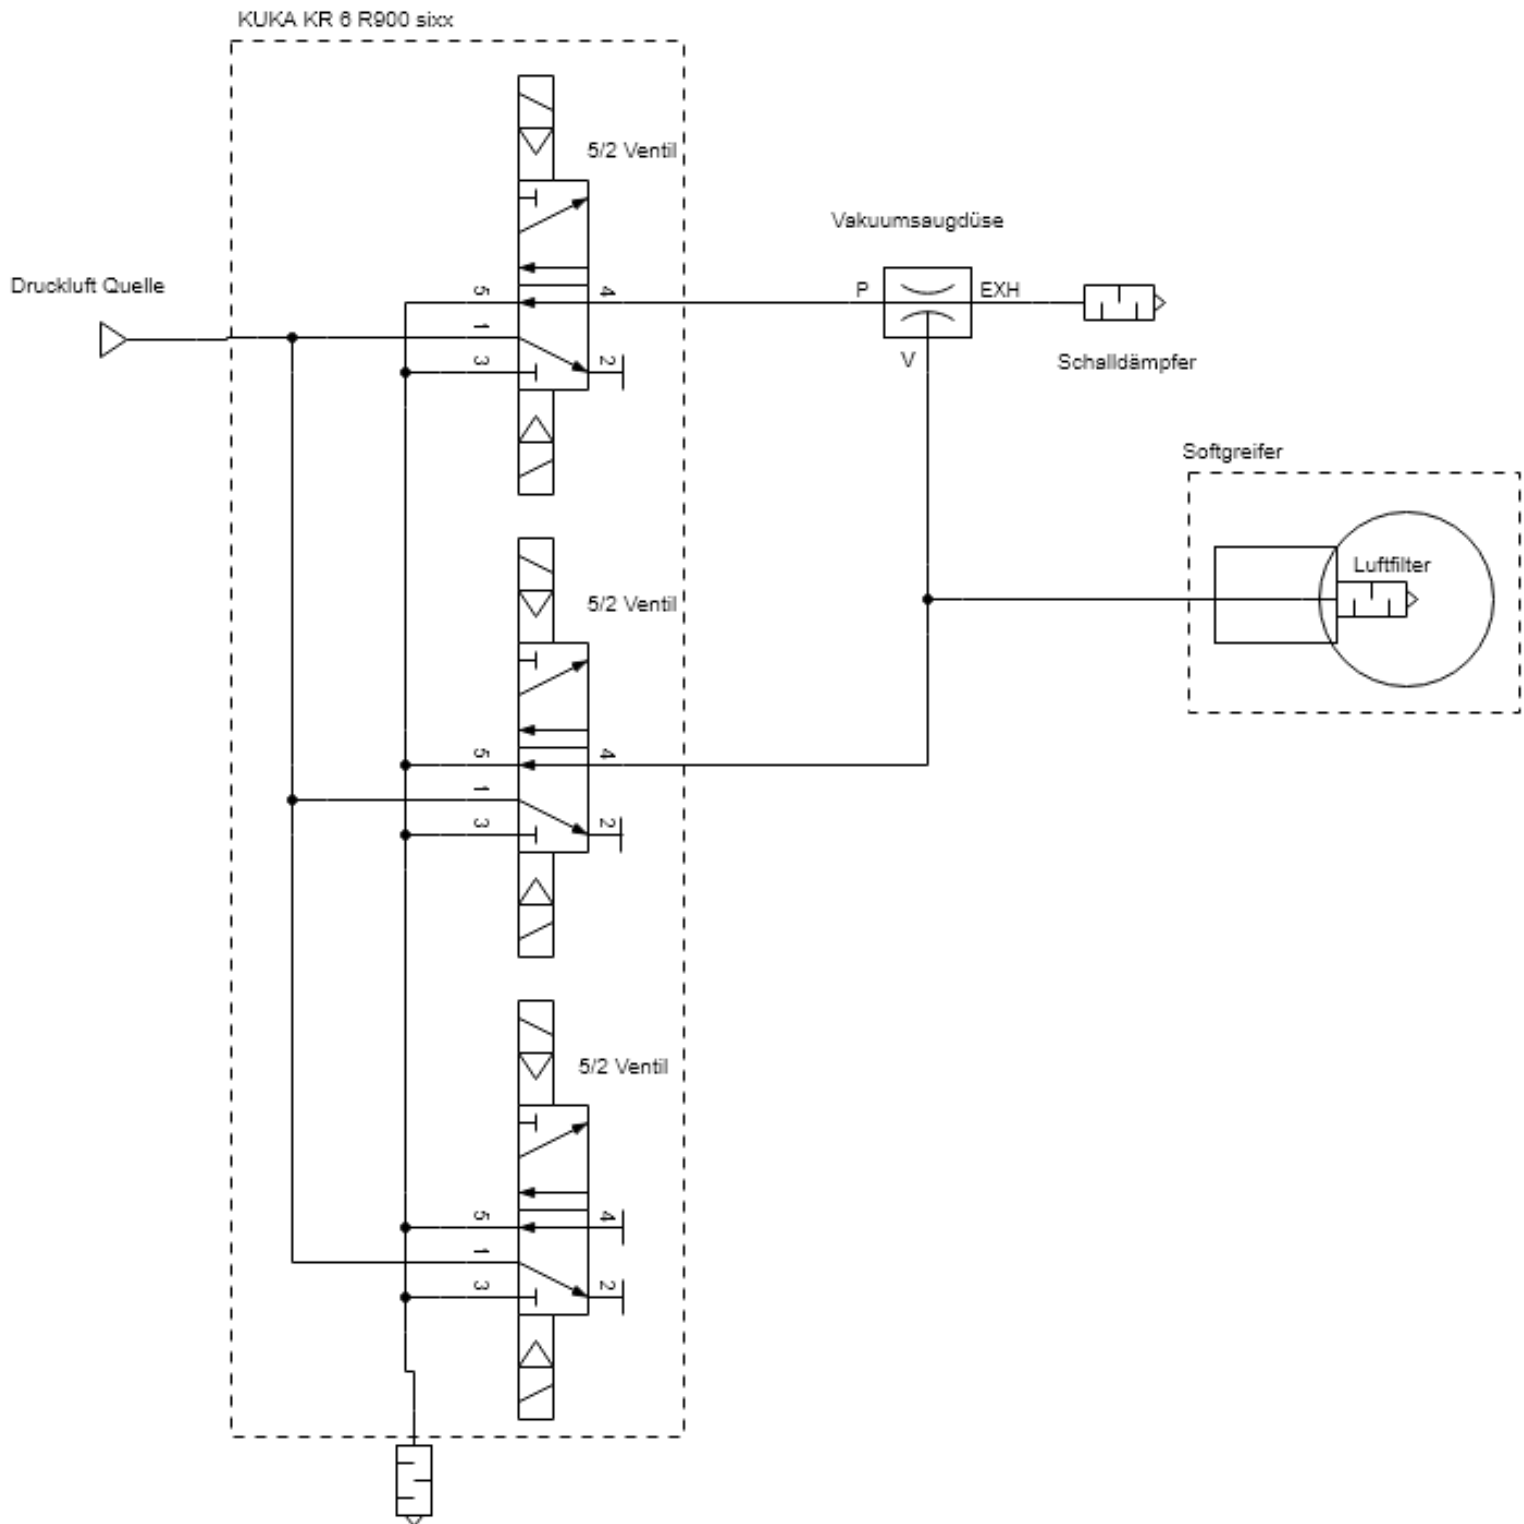 KUKA KR 6 R900 sixx
5/2 Ventil
Vakuumsaugdüse
Druckluft Quelle
5
4
P
EXH
1
3
2
V
Schalldämpfer
Softgreifer
Luftfilter
5/2 Ventil
5
4
1
3
2
5/2 Ventil
5
4
1
3
2